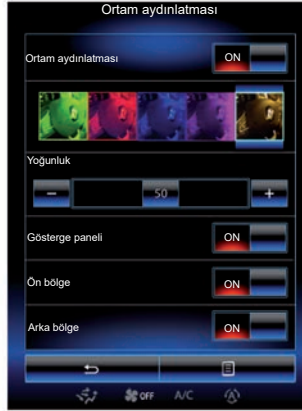 Ortam aydınlatması
Ortam aydınlatması ON
Yoğunluk
− 50 +
Gösterge paneli ON
Ön bölge ON
Arka bölge ON
OFF A/C A